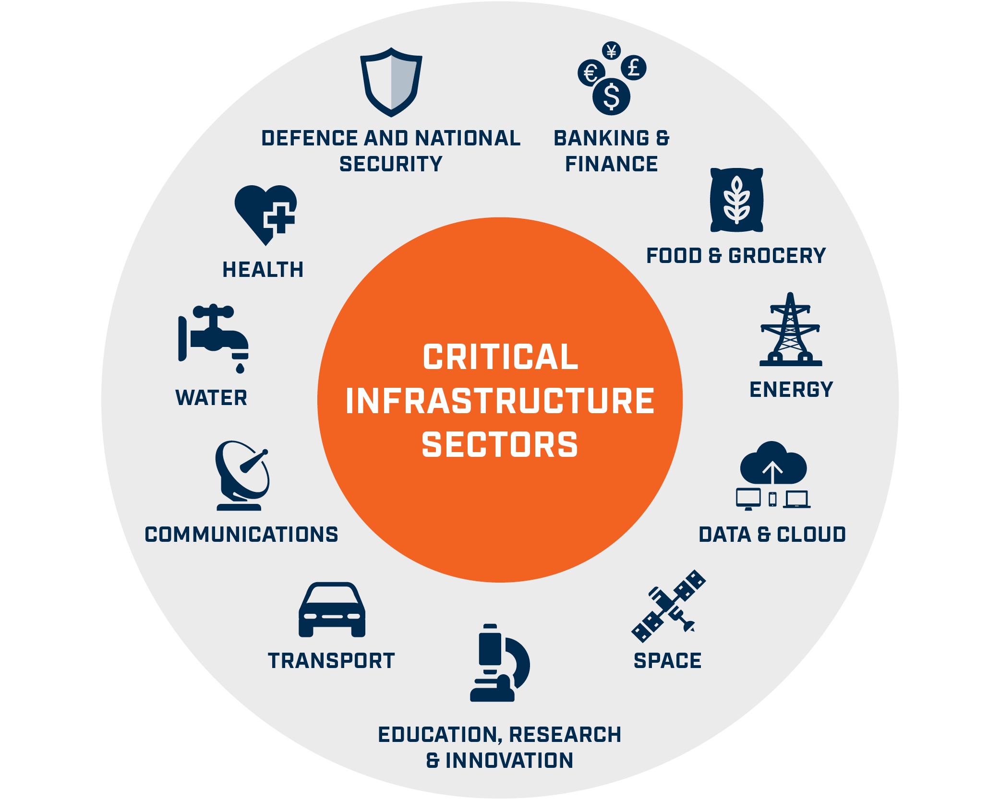 ¥
€
£
$
DEFENCE AND NATIONAL
SECURITY
BANKING &
FINANCE
FOOD & GROCERY
HEALTH
ENERGY
WATER
CRITICAL
INFRASTRUCTURE
SECTORS
COMMUNICATIONS
DATA & CLOUD
TRANSPORT
SPACE
EDUCATION, RESEARCH
& INNOVATION